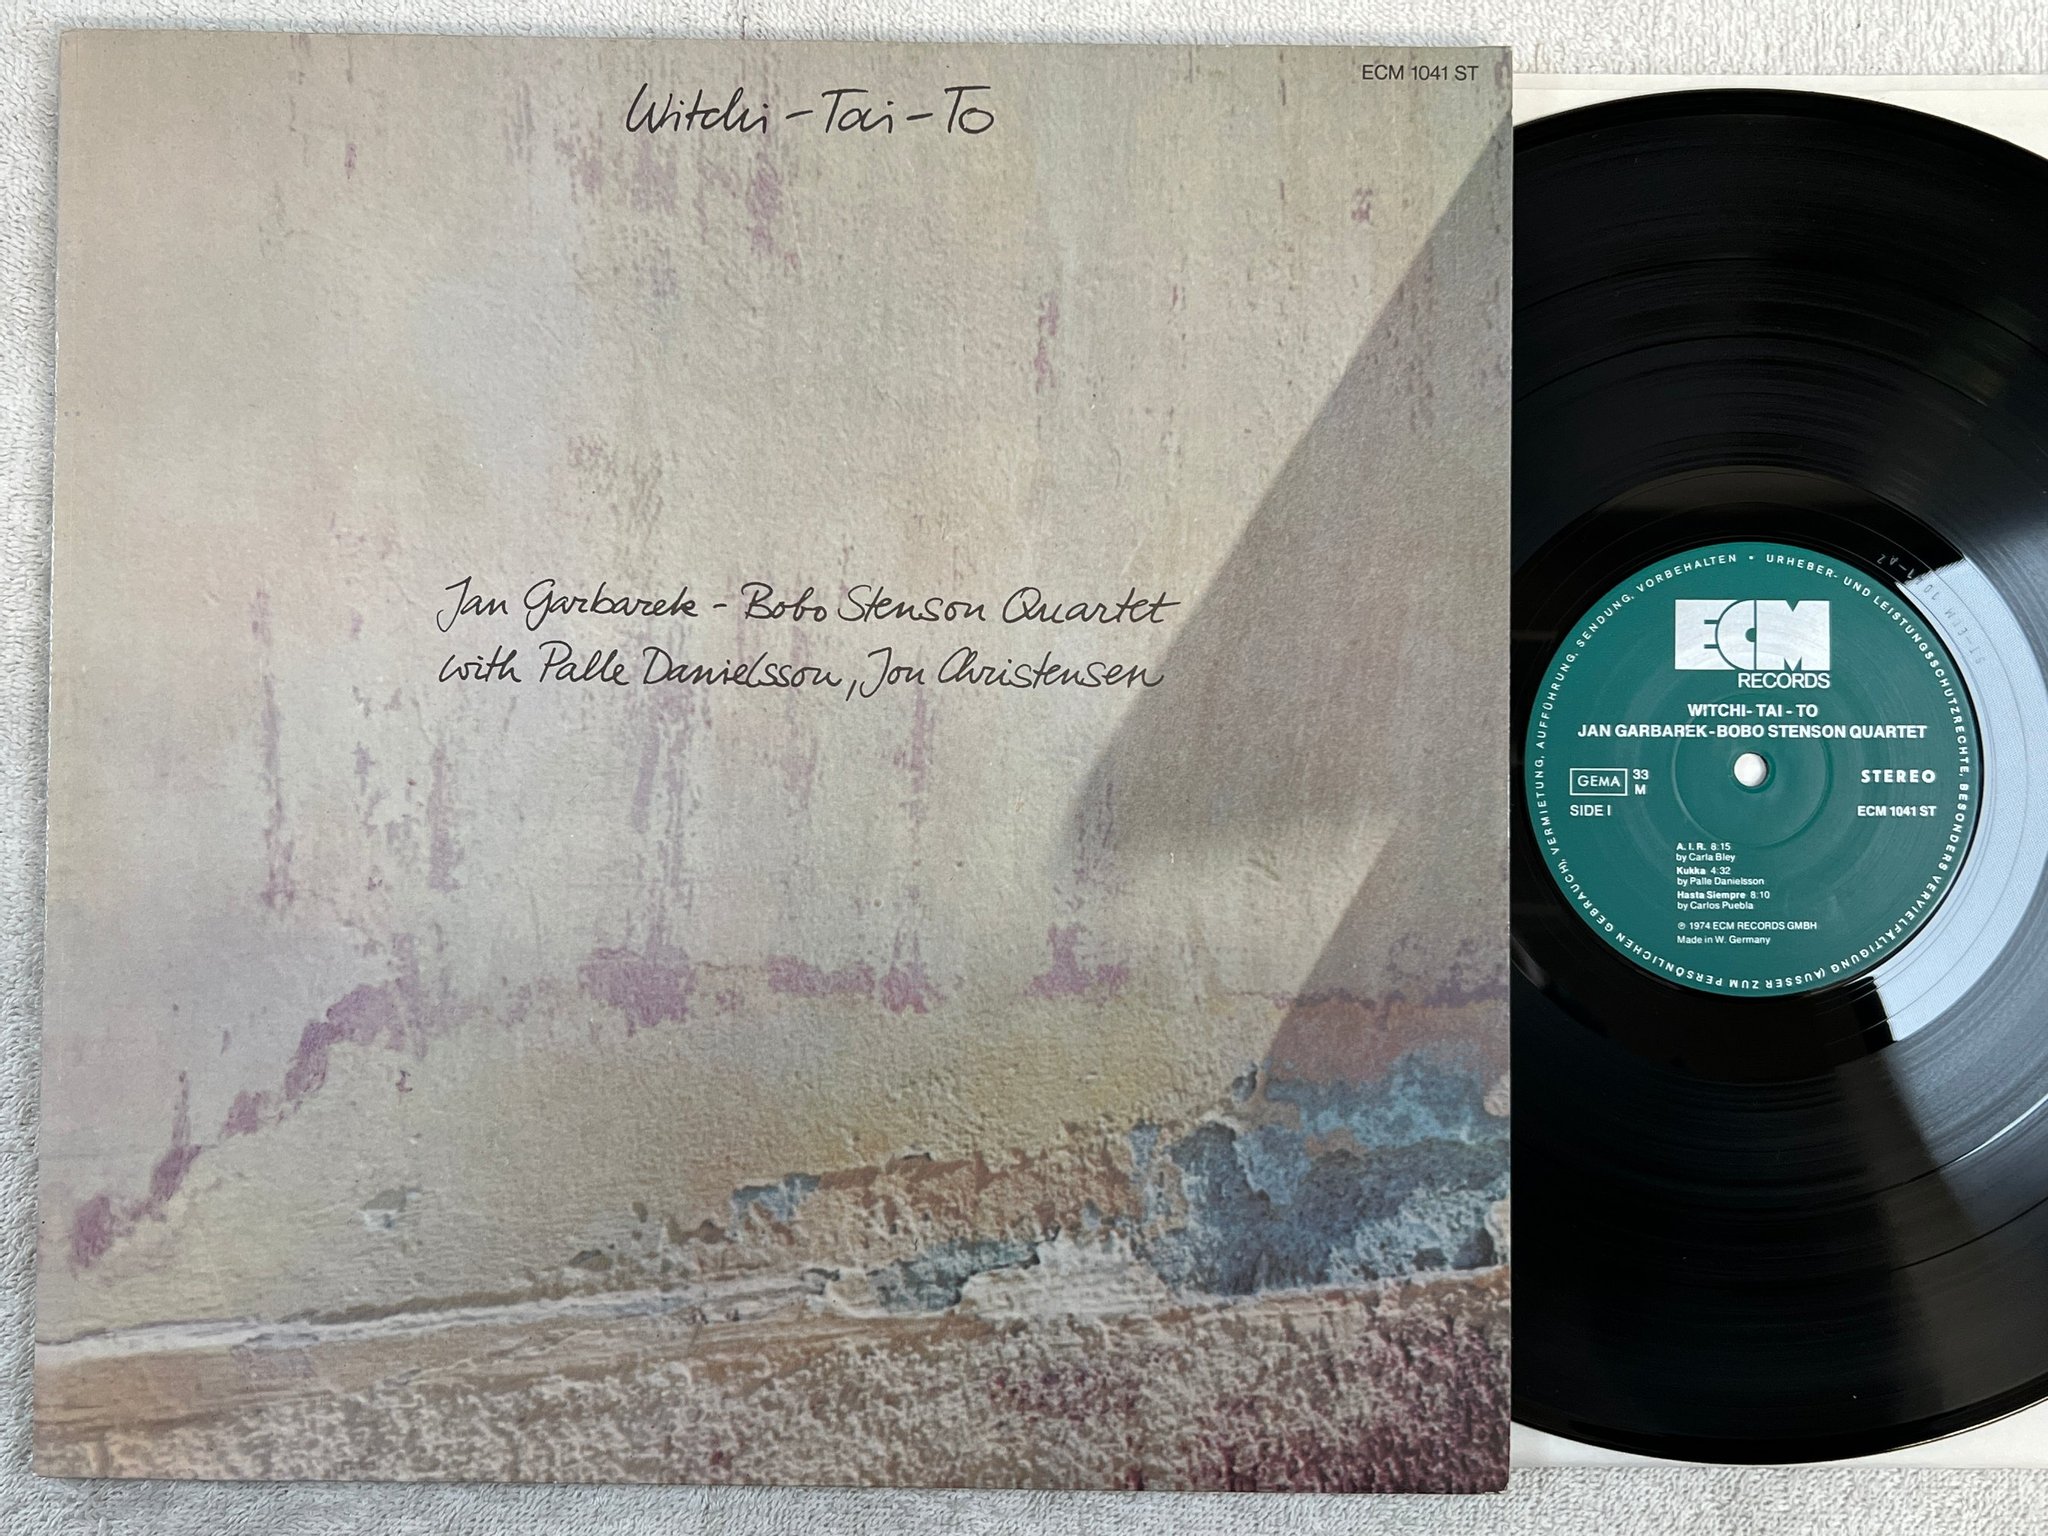 ECM 1041 ST
Witchi-Tai-To
Jan Garbarek - Bobo Stenson Quartet
with Palle Danielsson, Jon Christensen
URHEBER- UND LEISTUNGSSCHUTZRECHTE, BESONDERS VERVIELFÄLTIGUNG (AUSSER ZUM PERSÖNLICHEN GEBRAUCH), VERMIETUNG, AUFFÜHRUNG, SENDUNG, VORBEHALTEN •
ECM
RECORDS
WITCHI-TAI-TO
JAN GARBAREK-BOBO STENSON QUARTET
GEMA 33 STEREO
M
SIDE I ECM 1041 ST
A. I. R. 8:15
by Carla Bley
Kukka 4:32
by Palle Danielsson
Hasta Siempre 8:10
by Carlos Puebla
℗ 1974 ECM RECORDS GMBH
Made in W. Germany